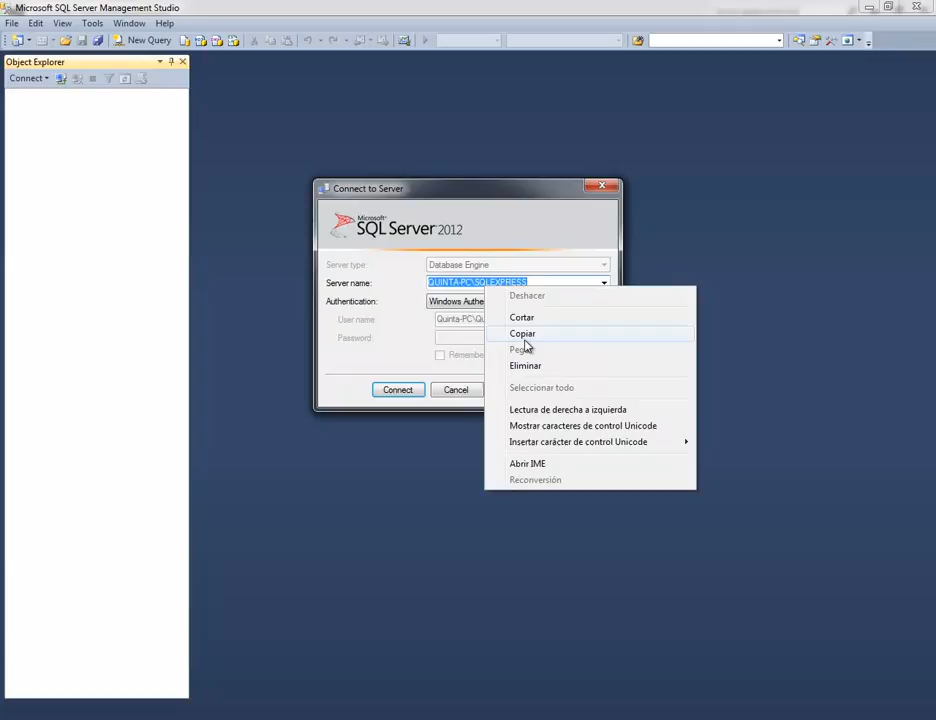 Microsoft SQL Server Management Studio
File Edit View Tools Window Help
New Query
Object Explorer
Connect
Connect to Server
Microsoft®
SQL Server 2012
Server type: Database Engine
Server name: QUINTA-PC\SQLEXPRESS
Authentication: Windows Authe
User name: Quinta-PC\Qu
Password:
Remembe
Connect Cancel
Deshacer
Cortar
Copiar
Eliminar
Seleccionar todo
Lectura de derecha a izquierda
Mostrar caracteres de control Unicode
Insertar carácter de control Unicode
Abrir IME
Reconversión